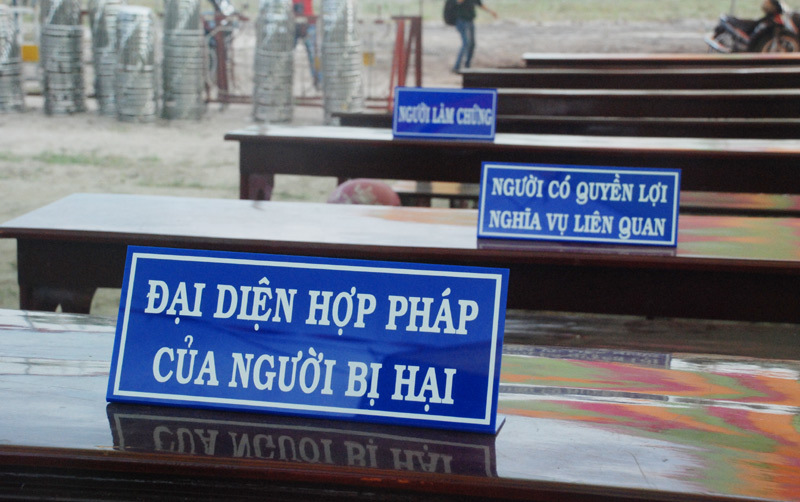 NGƯỜI LÀM CHỨNG
NGƯỜI CÓ QUYỀN LỢI
NGHĨA VỤ LIÊN QUAN
ĐẠI DIỆN HỢP PHÁP
CỦA NGƯỜI BỊ HẠI